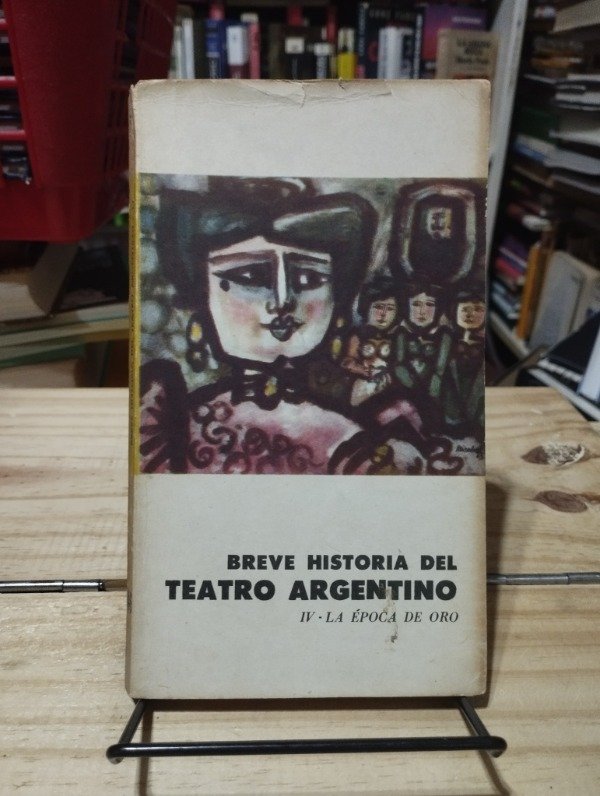 BREVE HISTORIA DEL
TEATRO ARGENTINO
IV · LA ÉPOCA DE ORO